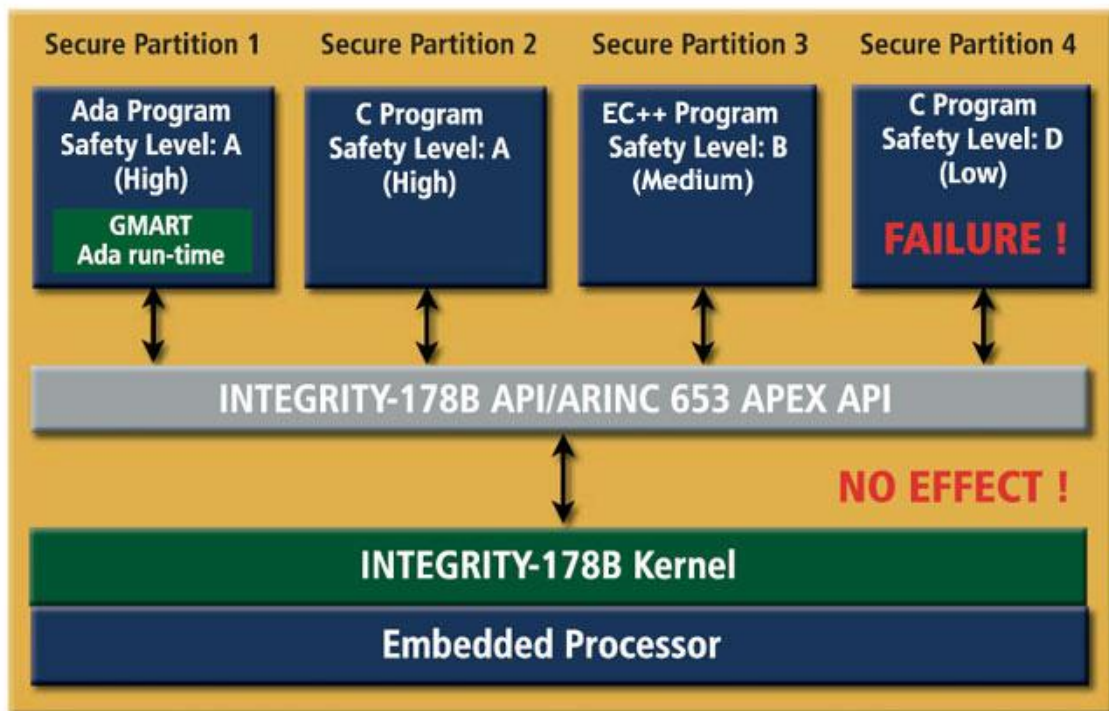 Secure Partition 1
Secure Partition 2
Secure Partition 3
Secure Partition 4
Ada Program
Safety Level: A
(High)
GMART
Ada run-time
C Program
Safety Level: A
(High)
EC++ Program
Safety Level: B
(Medium)
C Program
Safety Level: D
(Low)
FAILURE !
INTEGRITY-178B API/ARINC 653 APEX API
NO EFFECT !
INTEGRITY-178B Kernel
Embedded Processor